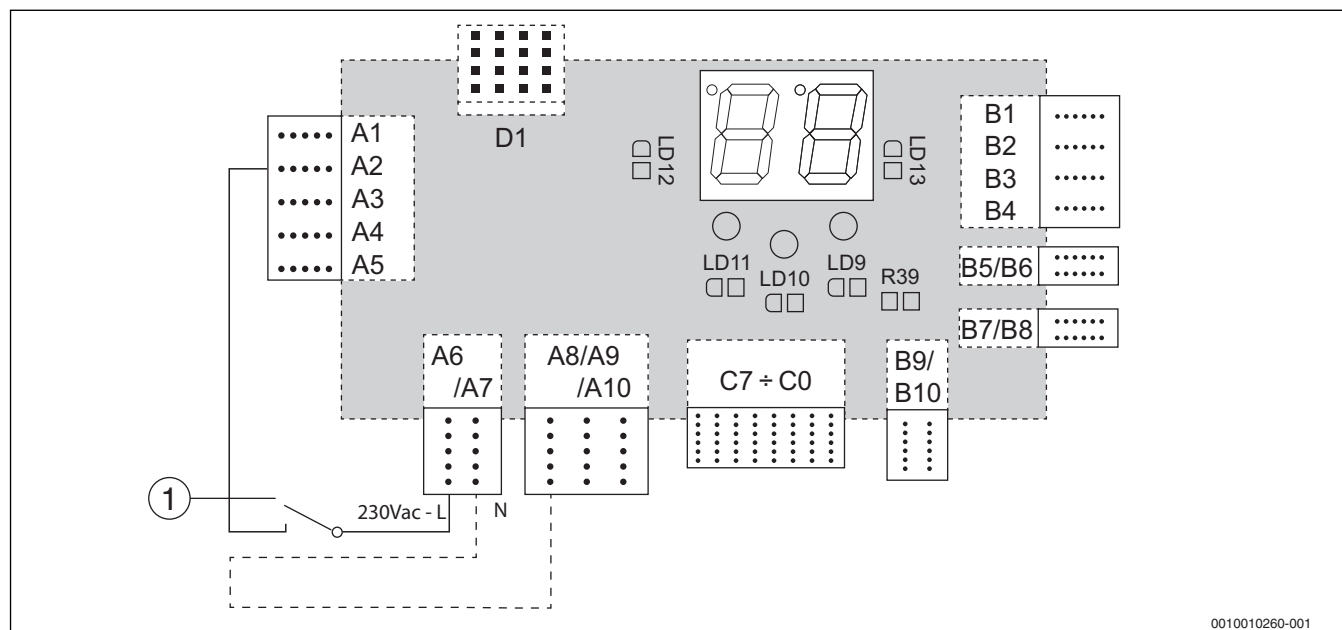 D1
A1
A2
A3
A4
A5
LD12
LD13
B1
B2
B3
B4
LD11
LD10
LD9
R39
B5/B6
B7/B8
A6
/A7
A8/A9
/A10
C7 ÷ C0
B9/
B10
1
230Vac - L
N
0010010260-001